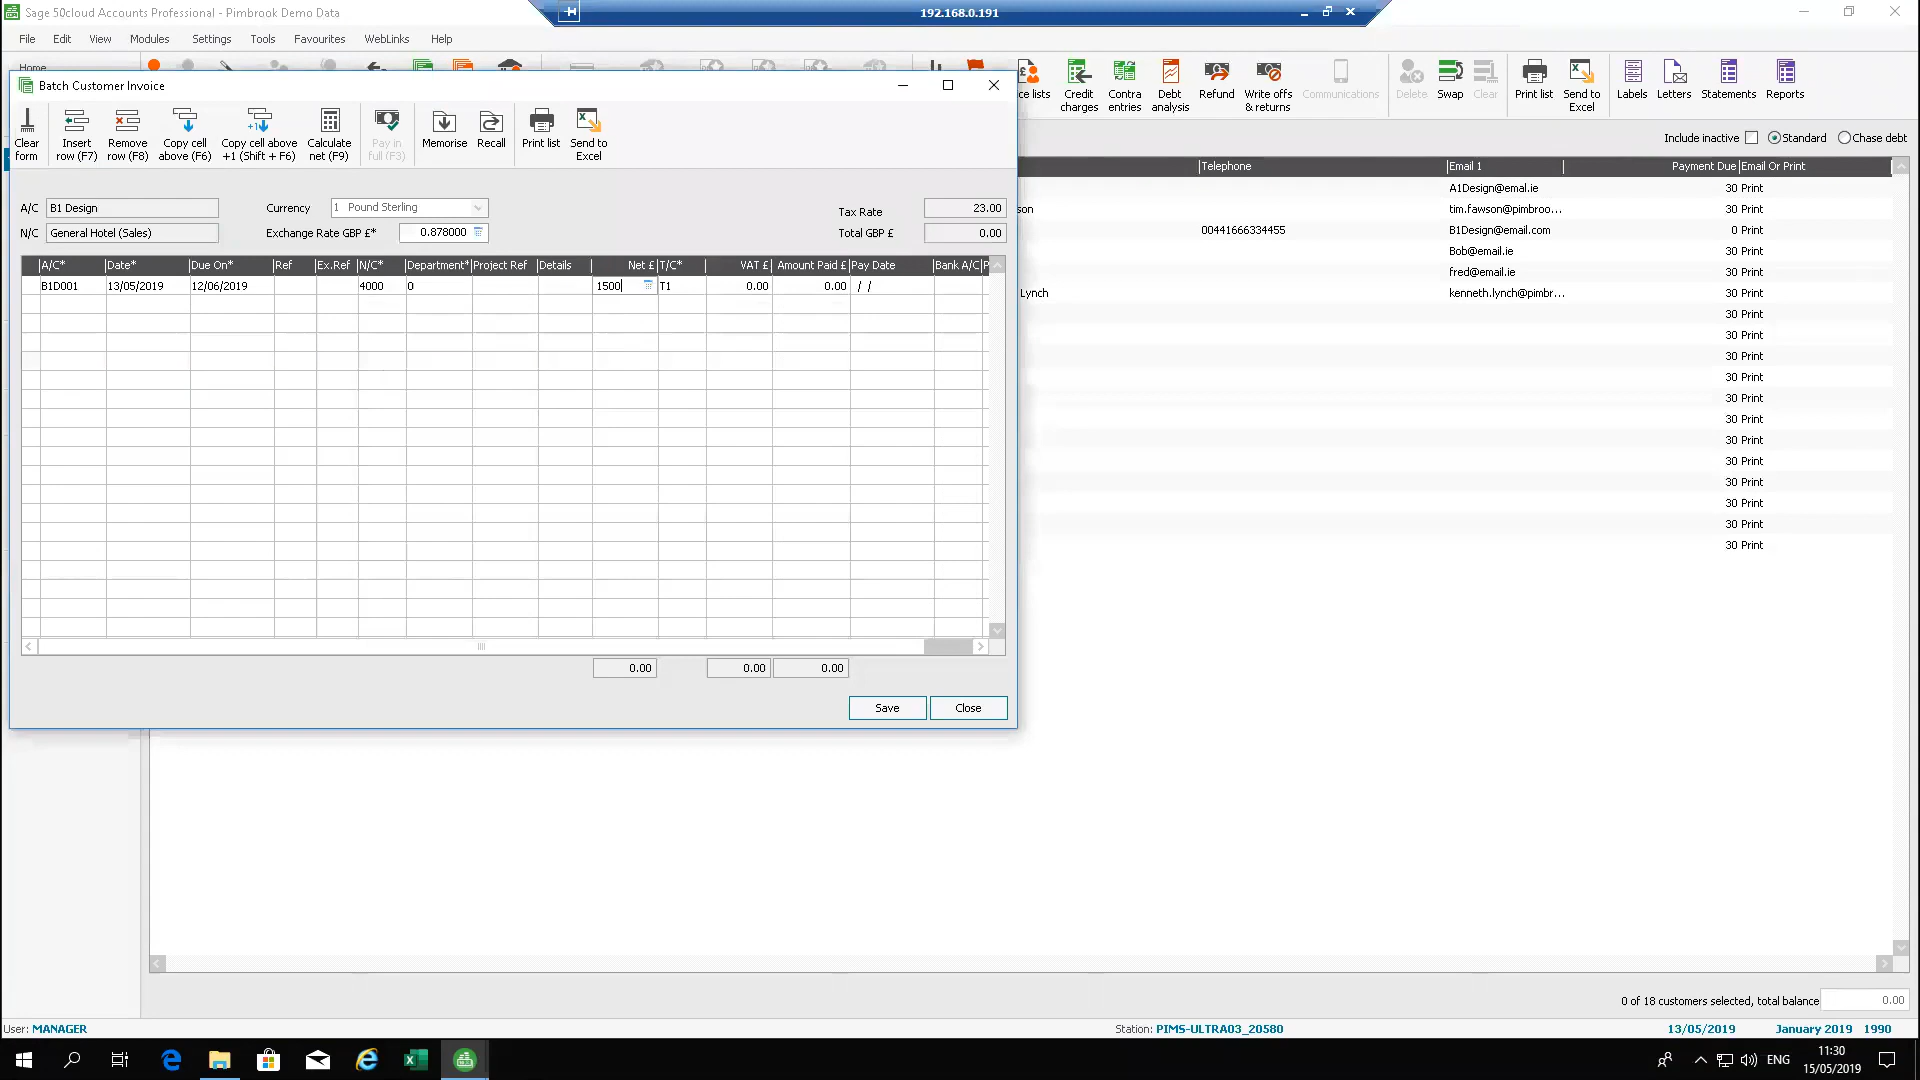 Sage 50cloud Accounts Professional - Pimbrook Demo Data
192.168.0.191
File Edit View Modules Settings Tools Favourites WebLinks Help
Home
Batch Customer Invoice
Clear form
Insert row (F7)
Remove row (F8)
Copy cell above (F6)
Copy cell above +1 (Shift + F6)
Calculate net (F9)
Pay in full (F3)
Memorise
Recall
Print list
Send to Excel
ce lists
Credit charges
Contra entries
Debt analysis
Refund
Write offs & returns
Communications
Delete
Swap
Clear
Print list
Send to Excel
Labels
Letters
Statements
Reports
Include inactive Standard Chase debt
A/C B1 Design Currency 1 Pound Sterling Tax Rate 23.00
N/C General Hotel (Sales) Exchange Rate GBP £* 0.878000 Total GBP £ 0.00
A/C* Date* Due On* Ref Ex.Ref N/C* Department* Project Ref Details Net £ T/C* VAT £ Amount Paid £ Pay Date Bank A/C P
B1D001 13/05/2019 12/06/2019 4000 0 1500 T1 0.00 0.00 / /
0.00 0.00 0.00
Save Close
Telephone Email 1 Payment Due Email Or Print
A1Design@emal.ie 30 Print
son tim.fawson@pimbroo... 30 Print
00441666334455 B1Design@email.com 0 Print
Bob@email.ie 30 Print
fred@email.ie 30 Print
Lynch kenneth.lynch@pimbr... 30 Print
30 Print
30 Print
30 Print
30 Print
30 Print
30 Print
30 Print
30 Print
30 Print
30 Print
30 Print
30 Print
0 of 18 customers selected, total balance 0.00
User: MANAGER Station: PIMS-ULTRA03_20580 13/05/2019 January 2019 1990
ENG
11:30
15/05/2019